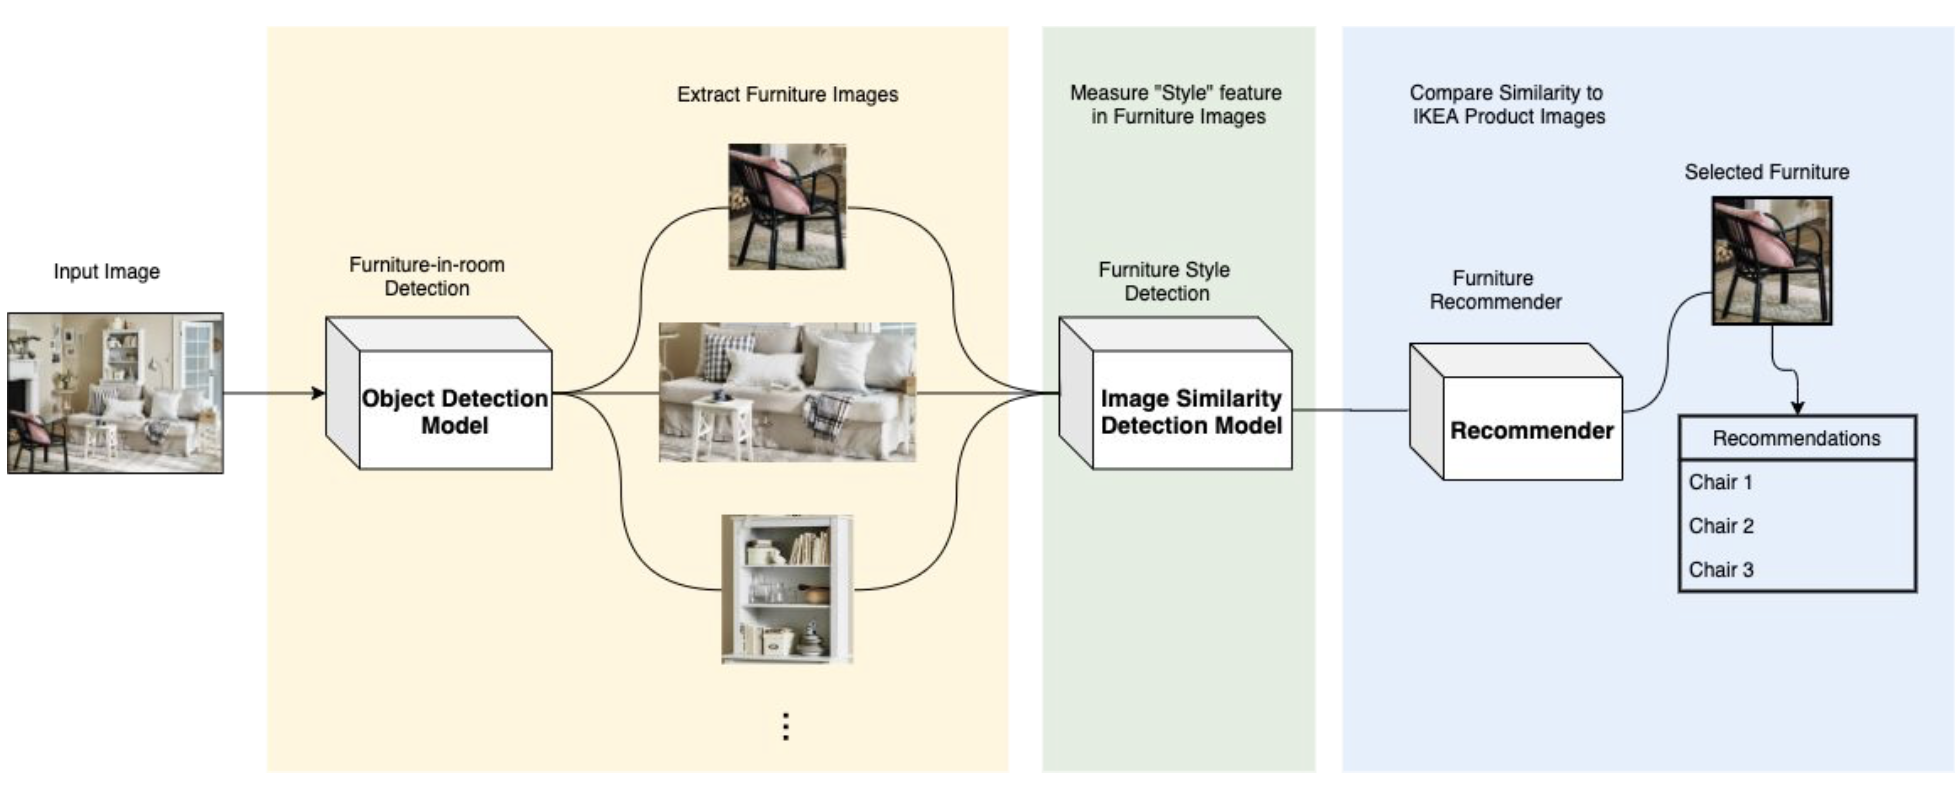 Input Image
Furniture-in-room
Detection
Object Detection
Model
Extract Furniture Images
Measure "Style" feature
in Furniture Images
Furniture Style
Detection
Image Similarity
Detection Model
Compare Similarity to
IKEA Product Images
Furniture
Recommender
Recommender
Selected Furniture
Recommendations
Chair 1
Chair 2
Chair 3